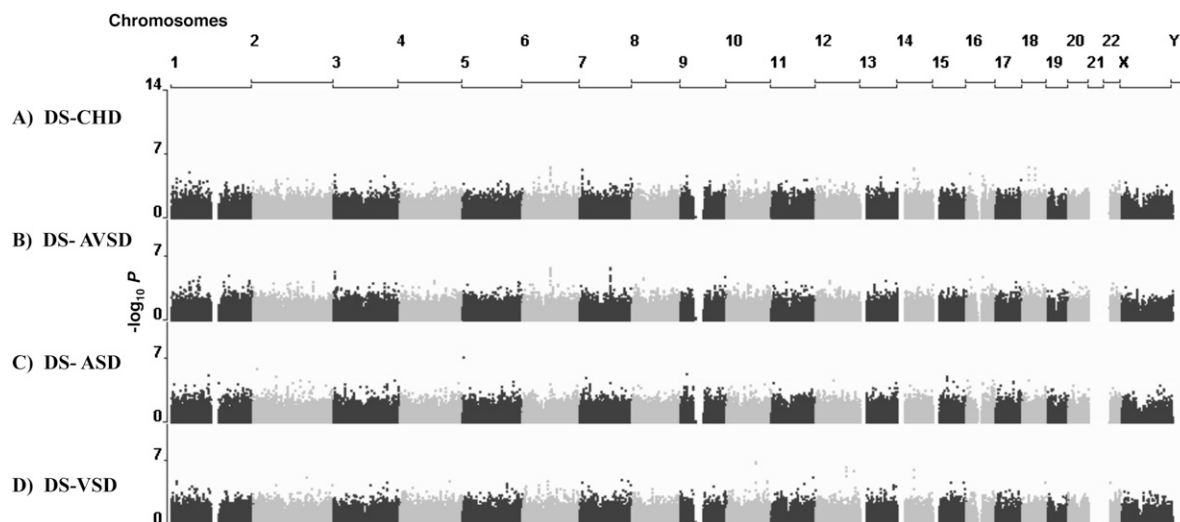 Chromosomes
2 4 6 8 10 12 14 16 18 20 22 Y
1 3 5 7 9 11 13 15 17 19 21 X
14
A) DS-CHD
7
0
B) DS- AVSD
7
0
-log10 P
C) DS- ASD
7
0
D) DS-VSD
7
0